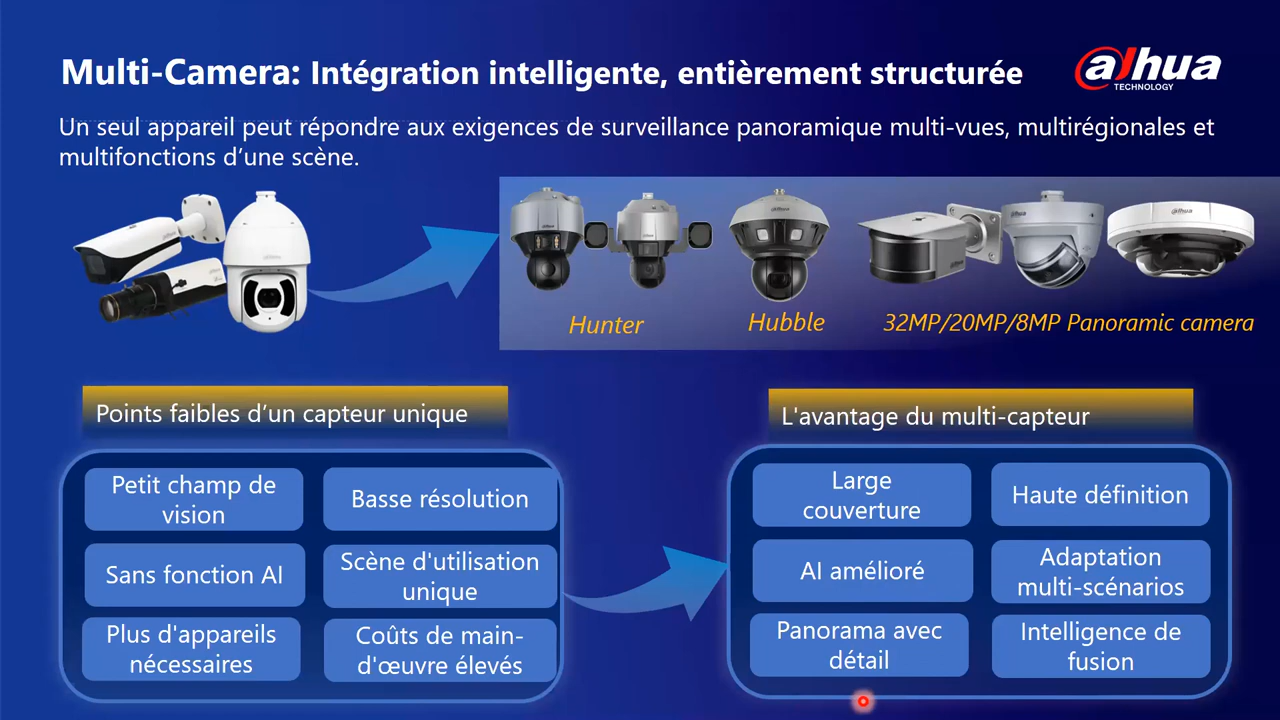 Multi-Camera: Intégration intelligente, entièrement structurée
alhua
TECHNOLOGY
Un seul appareil peut répondre aux exigences de surveillance panoramique multi-vues, multirégionales et
multifonctions d’une scène.
Hunter
Hubble
32MP/20MP/8MP Panoramic camera
Points faibles d’un capteur unique
Petit champ de
vision
Basse résolution
Sans fonction AI
Scène d'utilisation
unique
Plus d'appareils
nécessaires
Coûts de main-
d'œuvre élevés
L'avantage du multi-capteur
Large
couverture
Haute définition
AI amélioré
Adaptation
multi-scénarios
Panorama avec
détail
Intelligence de
fusion